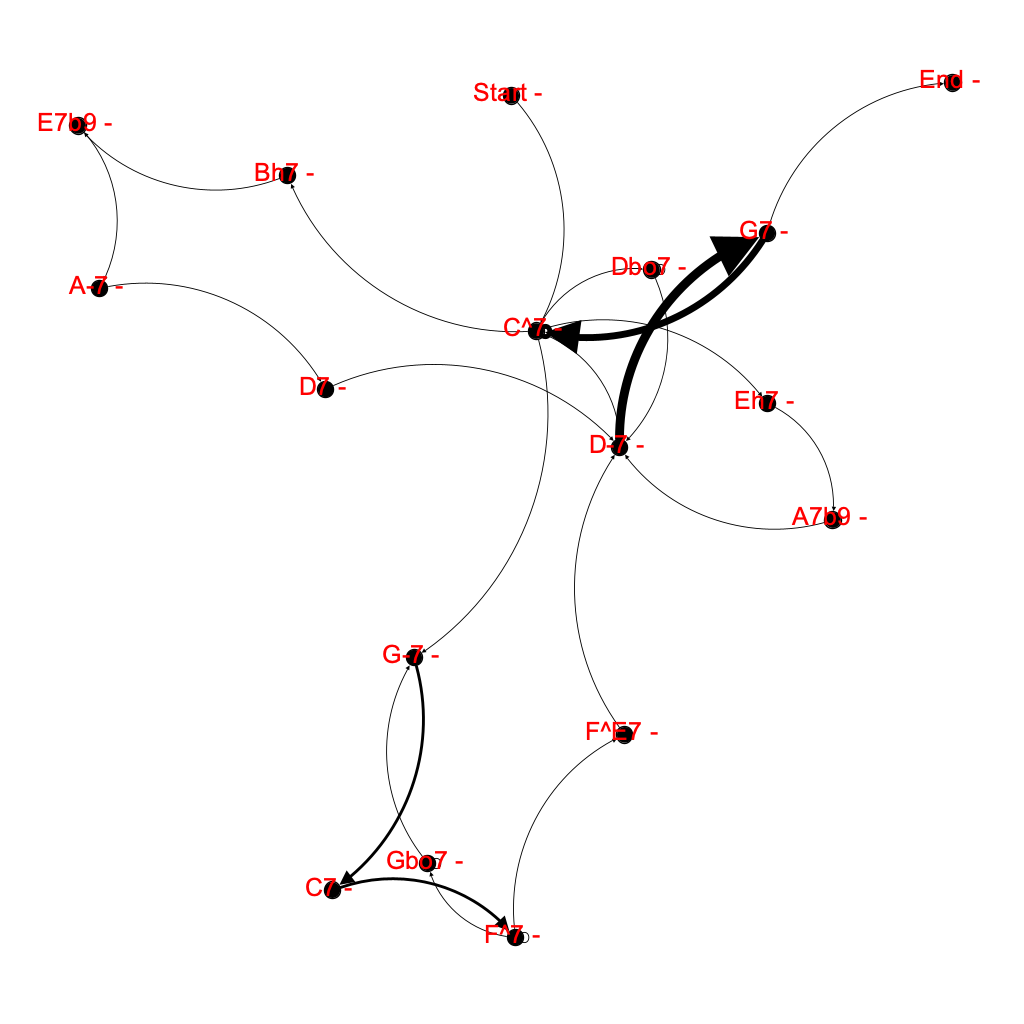 End -
Start -
E7b9 -
Bh7 -
G7 -
Dbo7 -
A-7 -
C^7 -
D7 -
Eh7 -
D-7 -
A7b9 -
G-7 -
F^E7 -
Gbo7 -
C7 -
F^7 -